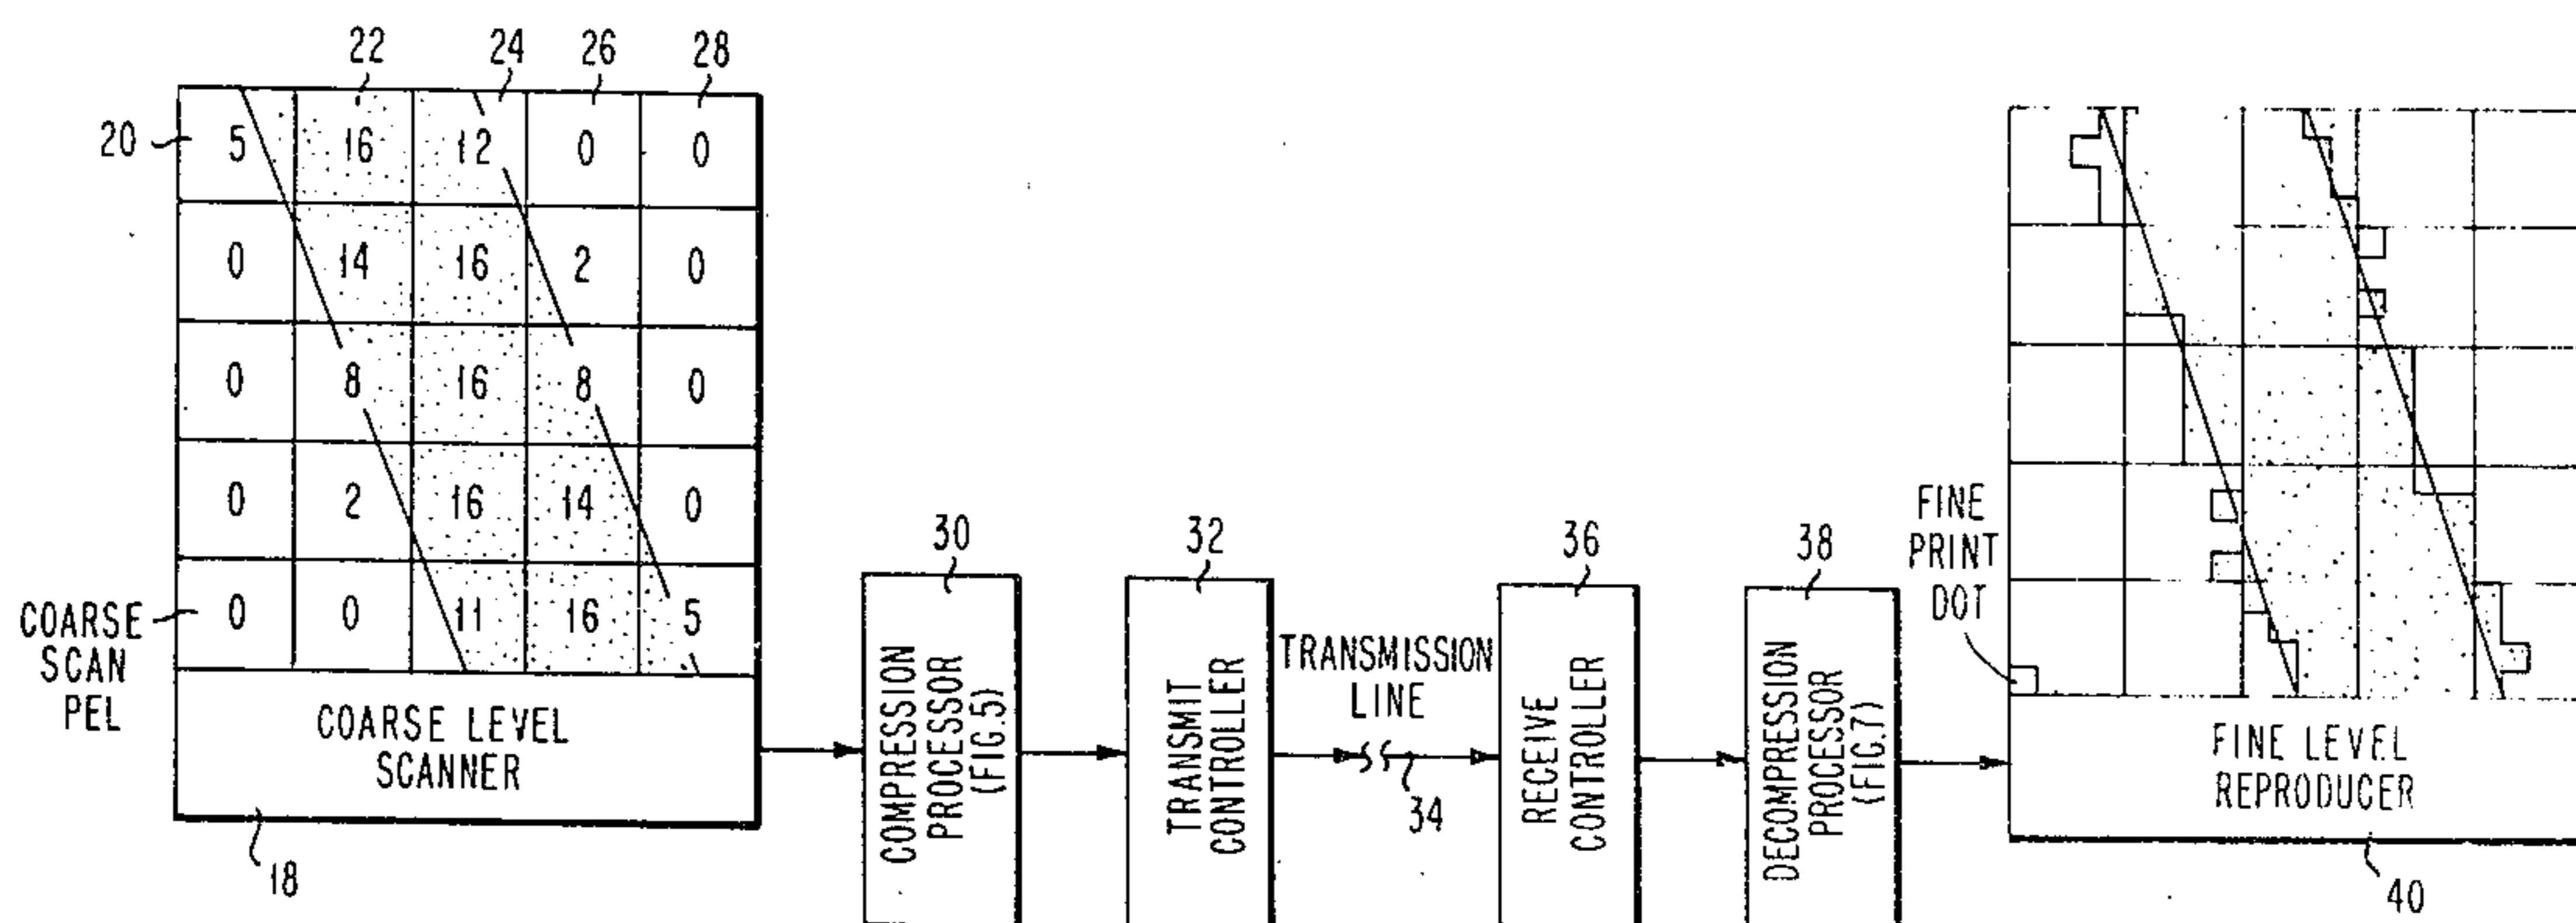 22 24 26 28
20 5 16 12 0 0
0 14 16 2 0
0 8 16 8 0
0 2 16 14 0
0 0 11 16 5
COARSE
SCAN
PEL
COARSE LEVEL
SCANNER
18
30
COMPRESSION
PROCESSOR
(FIG.5)
32
TRANSMIT
CONTROLLER
TRANSMISSION
LINE
34
36
RECEIVE
CONTROLLER
38
DECOMPRESSION
PROCESSOR
(FIG.7)
FINE
PRINT
DOT
FINE LEVEL
REPRODUCER
40